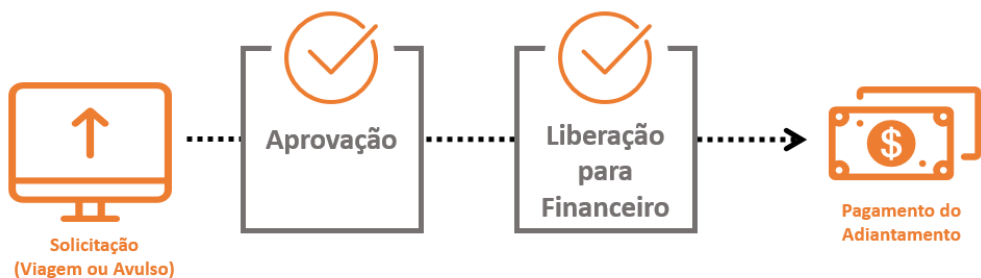 Solicitação
(Viagem ou Avulso)
Aprovação
Liberação
para
Financeiro
$
Pagamento do
Adiantamento